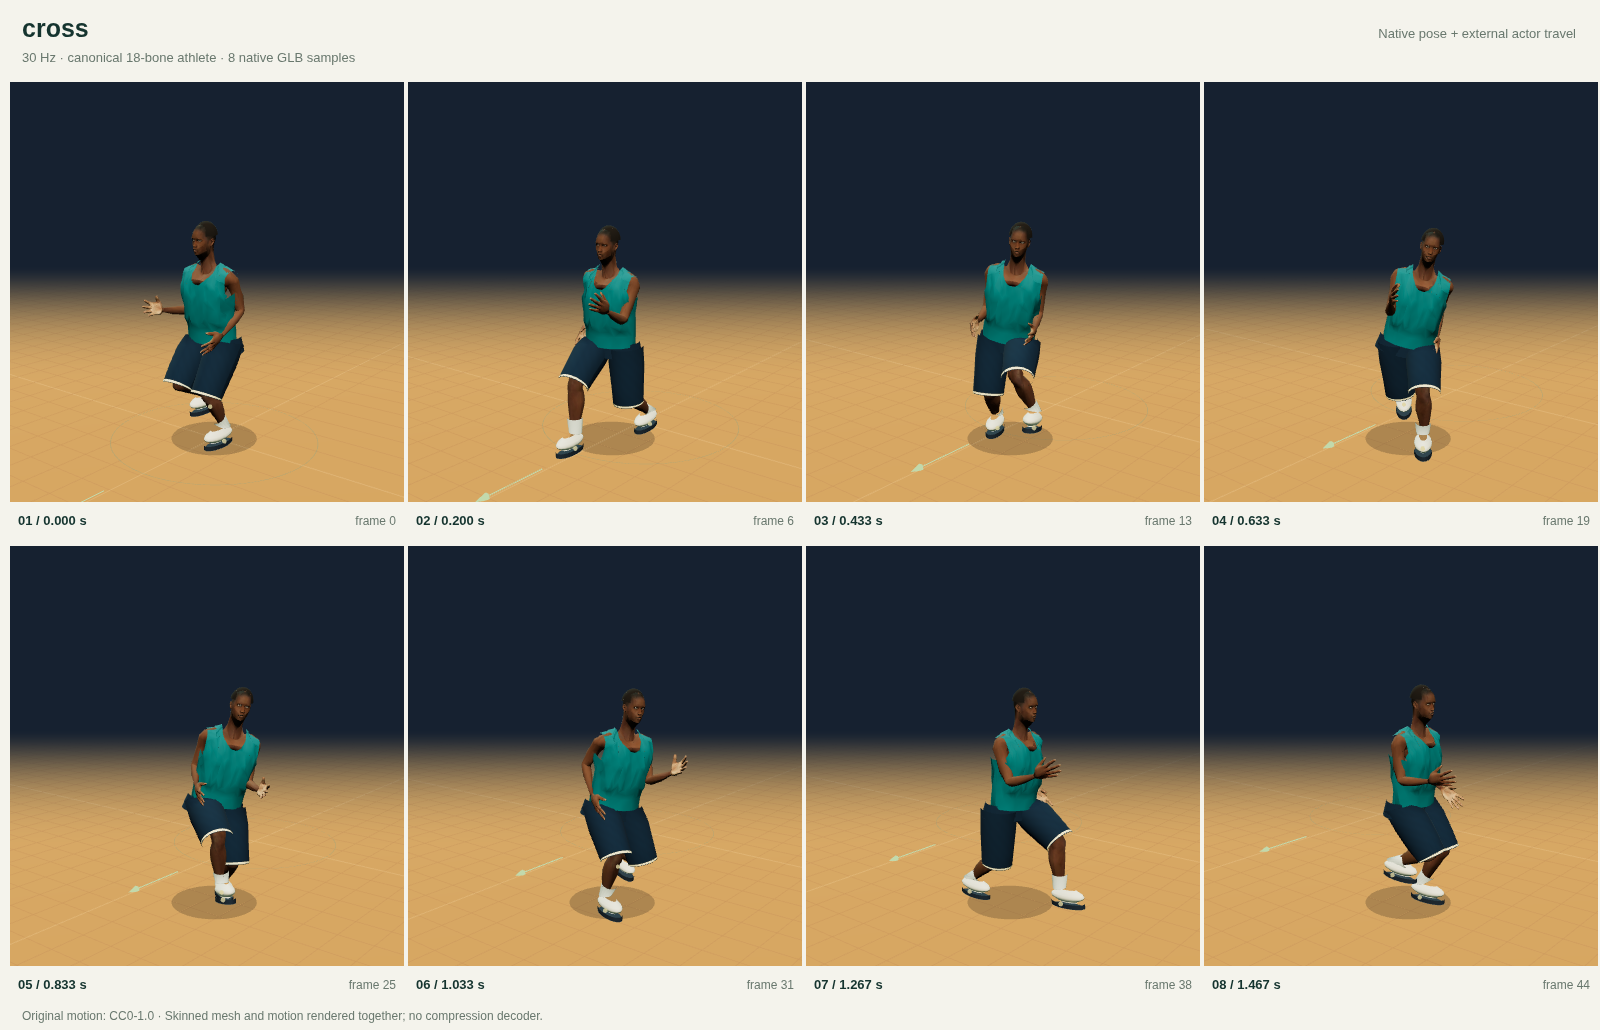 cross
Native pose + external actor travel
30 Hz · canonical 18-bone athlete · 8 native GLB samples
01 / 0.000 s frame 0
02 / 0.200 s frame 6
03 / 0.433 s frame 13
04 / 0.633 s frame 19
05 / 0.833 s frame 25
06 / 1.033 s frame 31
07 / 1.267 s frame 38
08 / 1.467 s frame 44
Original motion: CC0-1.0 · Skinned mesh and motion rendered together; no compression decoder.